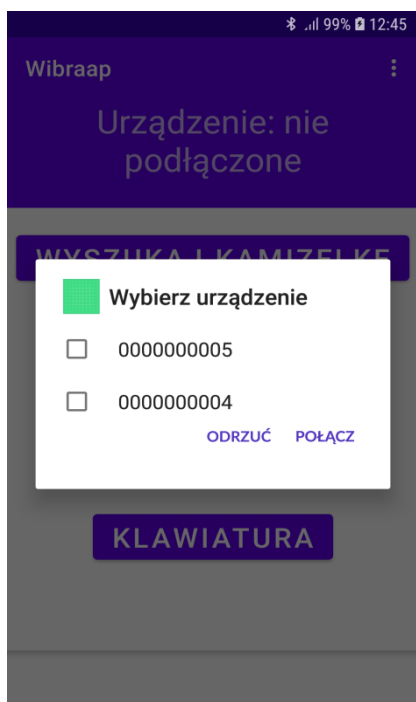 99% 12:45
Wibraap
Urządzenie: nie
podłączone
Wybierz urządzenie
0000000005
0000000004
ODRZUĆ POŁĄCZ
KLAWIATURA